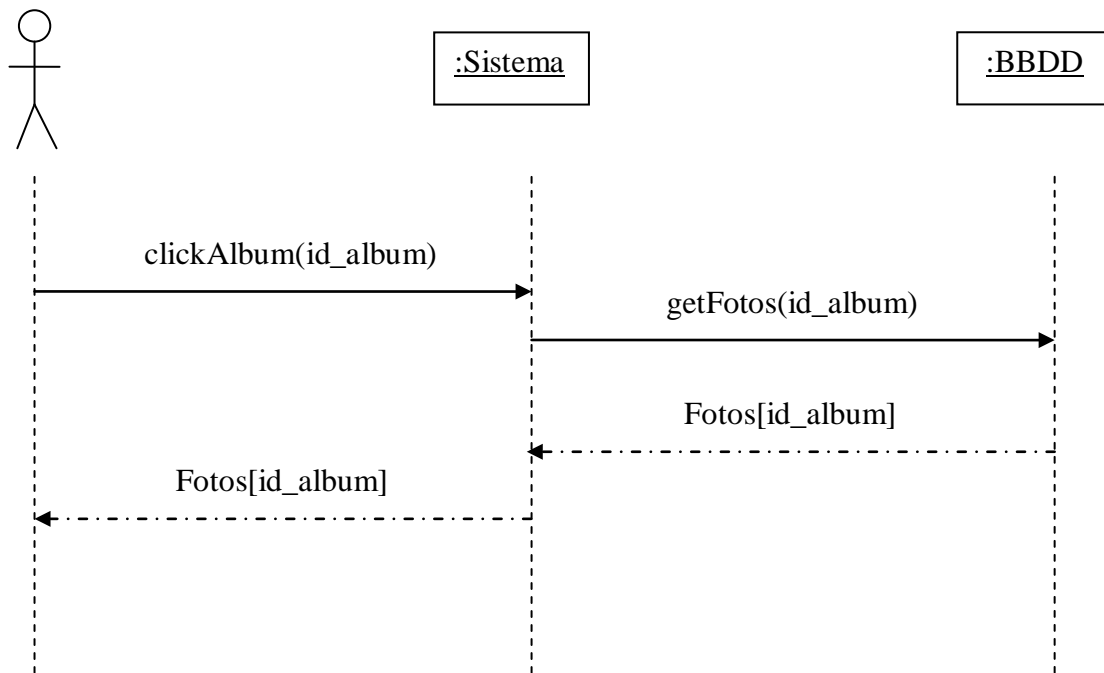 :Sistema
:BBDD
clickAlbum(id_album)
getFotos(id_album)
Fotos[id_album]
Fotos[id_album]